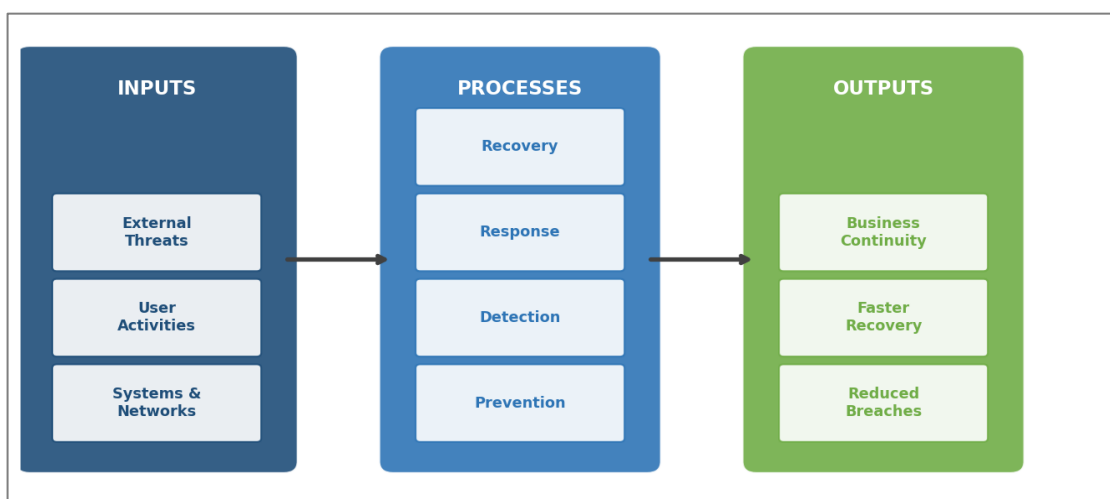 INPUTS
External
Threats
User
Activities
Systems &
Networks
PROCESSES
Recovery
Response
Detection
Prevention
OUTPUTS
Business
Continuity
Faster
Recovery
Reduced
Breaches